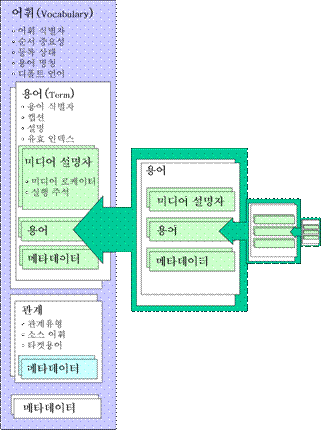 어휘(Vocabulary)
◦ 어휘 식별자
◦ 순서 중요성
◦ 등록 상태
◦ 용어 명칭
◦ 디폴트 언어
용어(Term)
◦ 용어 식별자
◦ 캡션
◦ 설명
◦ 유효 인덱스
미디어 설명자
◦ 미디어 로케이터
◦ 실행 주석
용어
메타데이터
관계
◦ 관계유형
◦ 소스 어휘
◦ 타켓용어
메타데이터
메타데이터
용어
미디어 설명자
용어
메타데이터